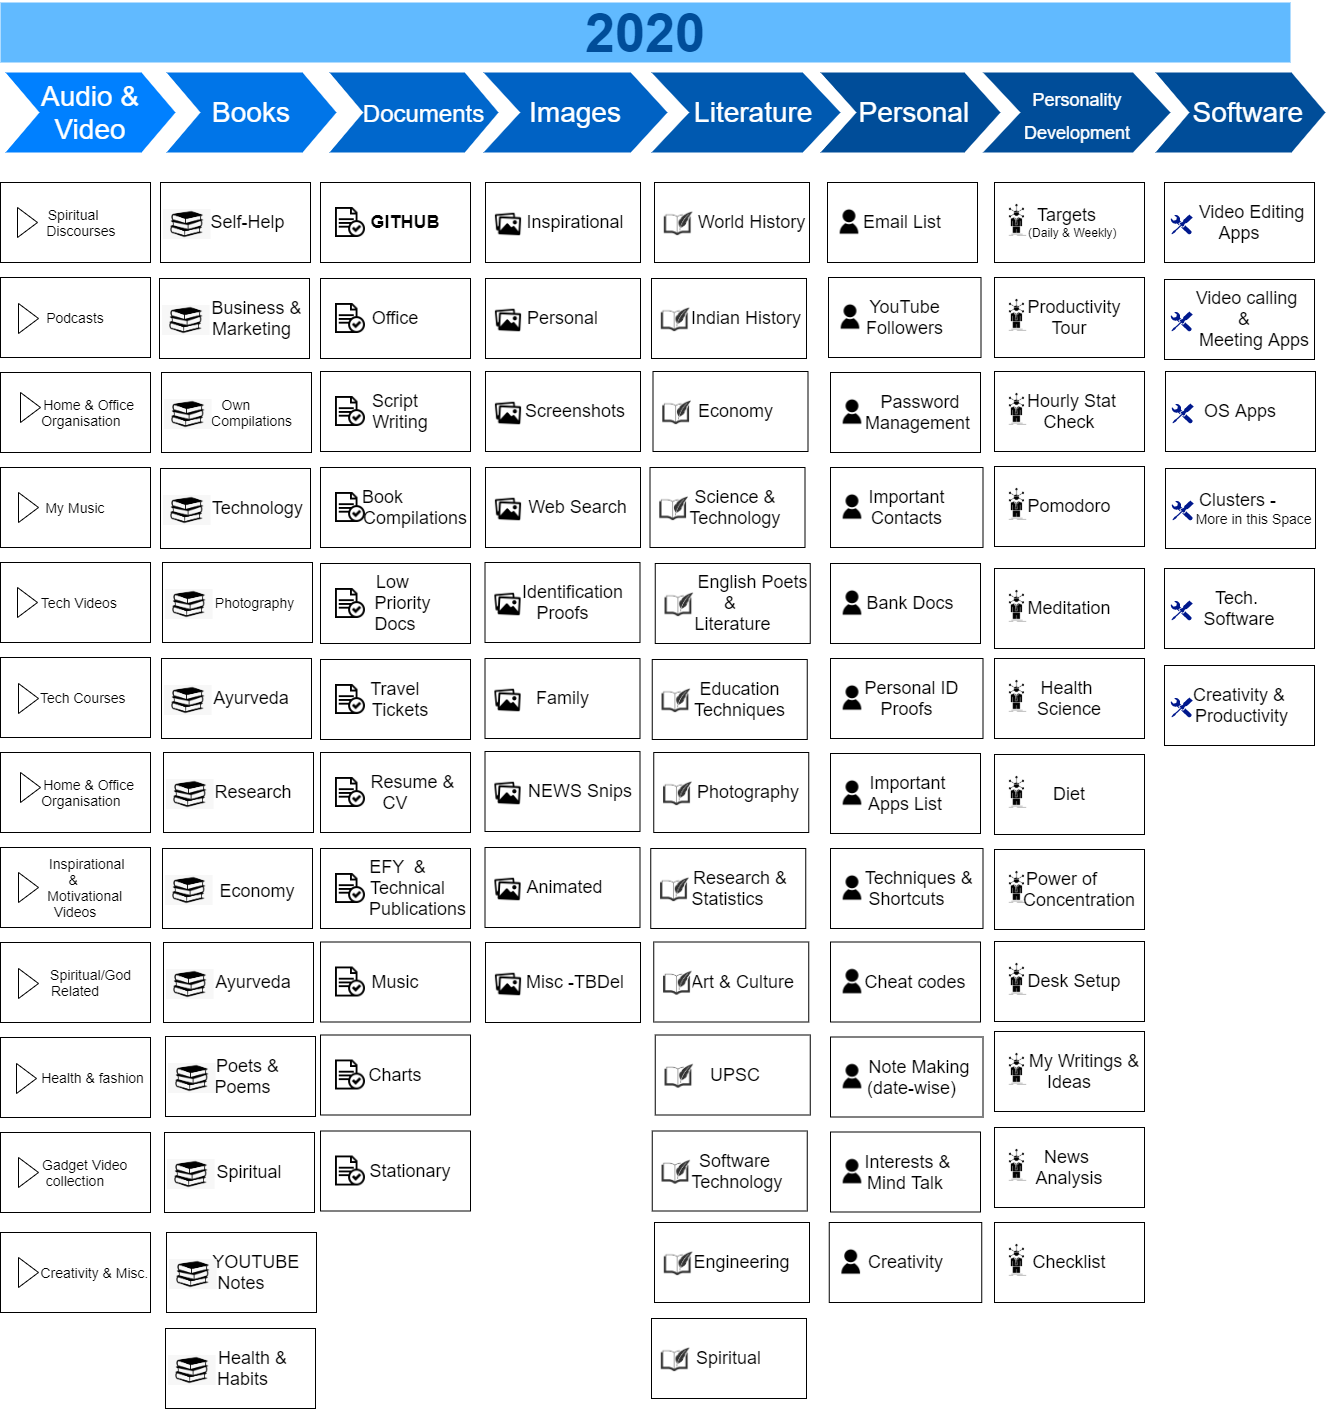 2020
Audio &
Video
Books
Documents
Images
Literature
Personal
Personality
Development
Software
Spiritual
Discourses
Podcasts
Home & Office
Organisation
My Music
Tech Videos
Tech Courses
Home & Office
Organisation
Inspirational
&
Motivational
Videos
Spiritual/God
Related
Health & fashion
Gadget Video
collection
Creativity & Misc.
Self-Help
Business &
Marketing
Own
Compilations
Technology
Photography
Ayurveda
Research
Economy
Ayurveda
Poets &
Poems
Spiritual
YOUTUBE
Notes
Health &
Habits
GITHUB
Office
Script
Writing
Book
Compilations
Low
Priority
Docs
Travel
Tickets
Resume &
CV
EFY &
Technical
Publications
Music
Charts
Stationary
Inspirational
Personal
Screenshots
Web Search
Identification
Proofs
Family
NEWS Snips
Animated
Misc -TBDel
World History
Indian History
Economy
Science &
Technology
English Poets
&
Literature
Education
Techniques
Photography
Research &
Statistics
Art & Culture
UPSC
Software
Technology
Engineering
Spiritual
Email List
YouTube
Followers
Password
Management
Important
Contacts
Bank Docs
Personal ID
Proofs
Important
Apps List
Techniques &
Shortcuts
Cheat codes
Note Making
(date-wise)
Interests &
Mind Talk
Creativity
Targets
(Daily & Weekly)
Productivity
Tour
Hourly Stat
Check
Pomodoro
Meditation
Health
Science
Diet
Power of
Concentration
Desk Setup
My Writings &
Ideas
News
Analysis
Checklist
Video Editing
Apps
Video calling
&
Meeting Apps
OS Apps
Clusters -
More in this Space
Tech.
Software
Creativity &
Productivity